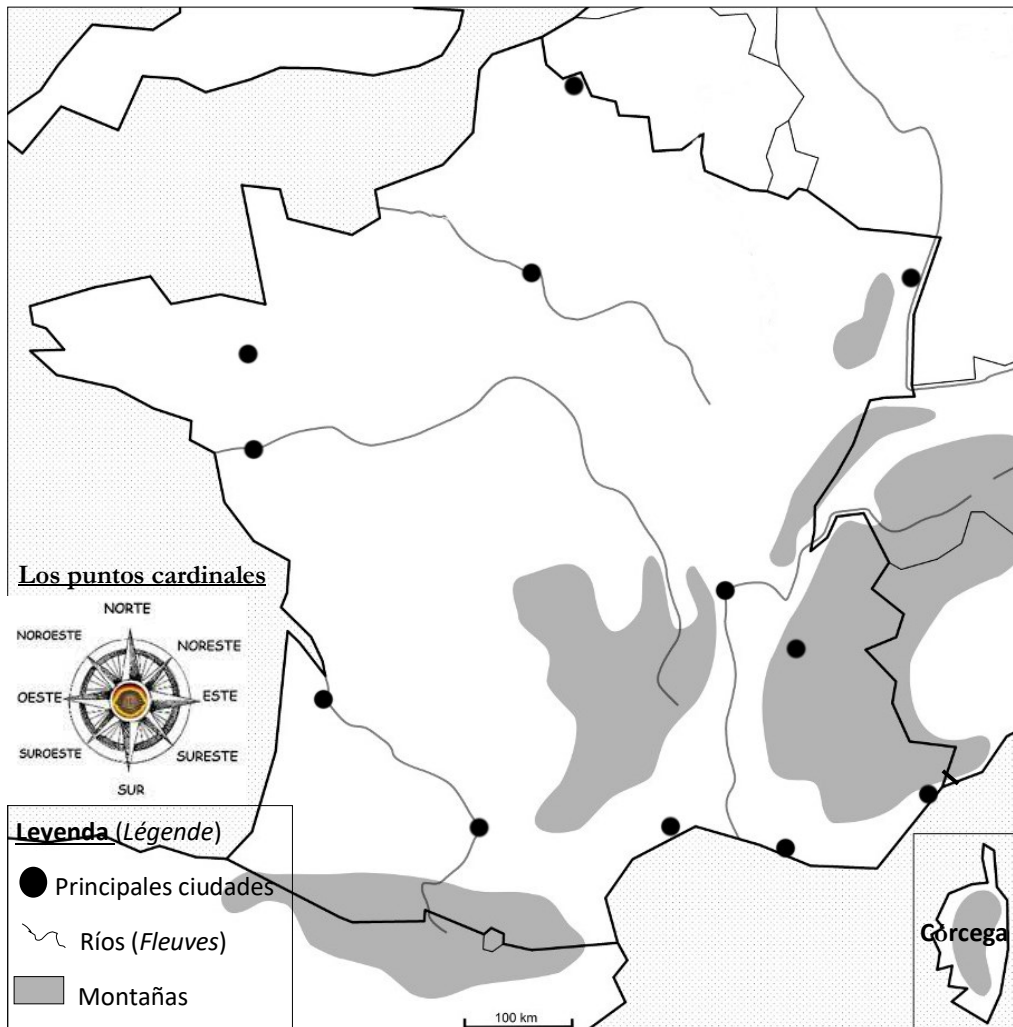 Los puntos cardinales
NORTE
NOROESTE
NORESTE
OESTE
ESTE
SUROESTE
SURESTE
SUR
Leyenda (Légende)
Principales ciudades
Ríos (Fleuves)
Montañas
100 km
Córcega